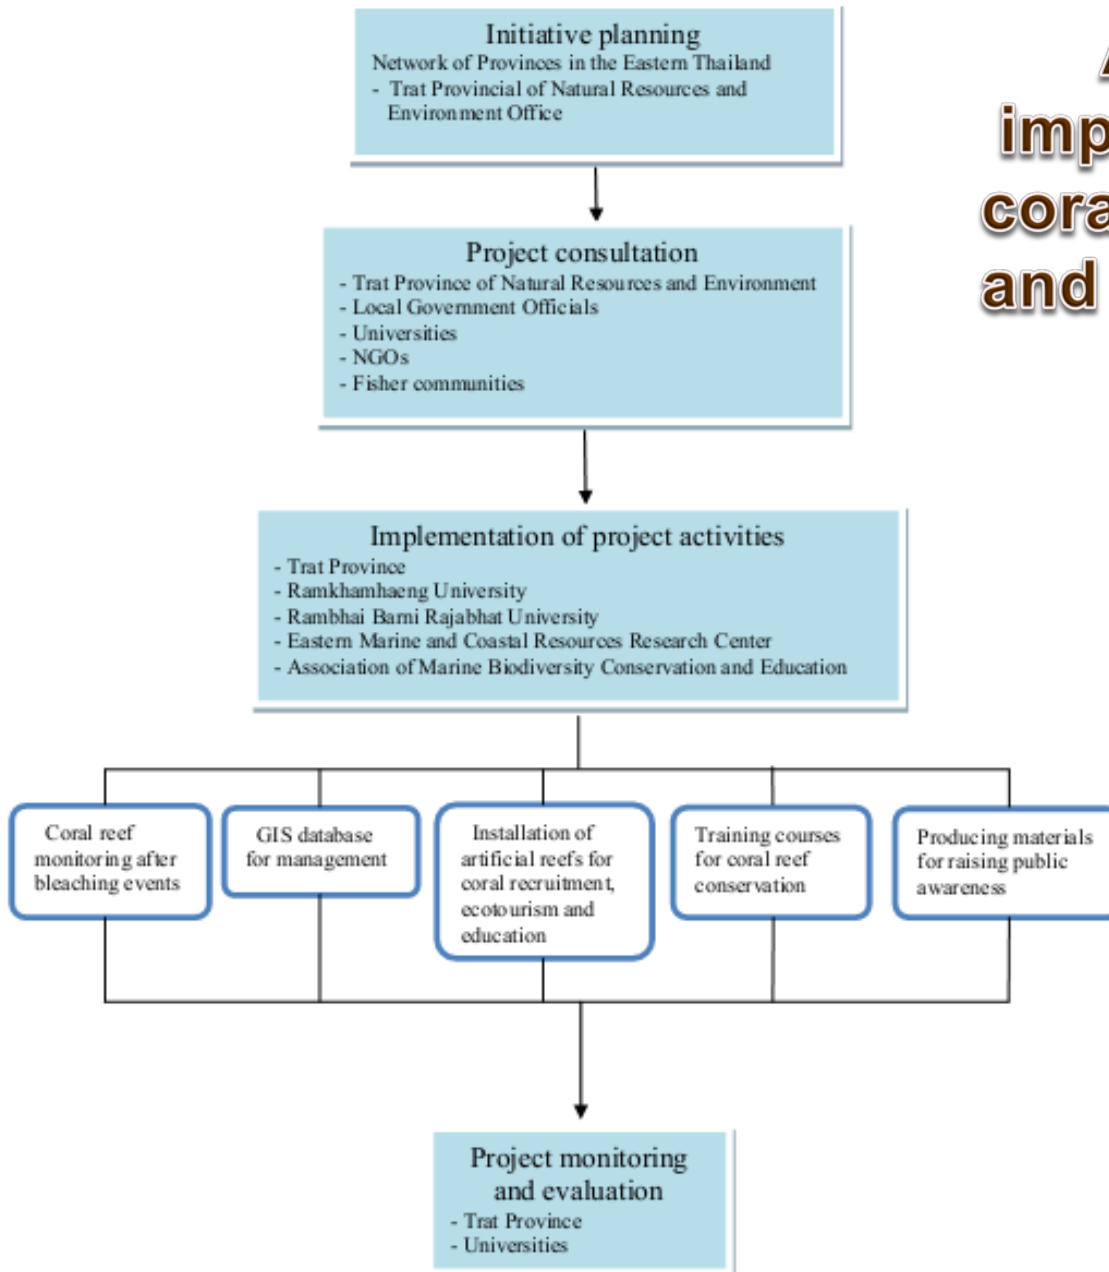 Initiative planning
Network of Provinces in the Eastern Thailand
- Trat Provincial of Natural Resources and
Environment Office
Project consultation
- Trat Province of Natural Resources and Environment
- Local Government Officials
- Universities
- NGOs
- Fisher communities
Implementation of project activities
- Trat Province
- Ramkhamhaeng University
- Rambhai Barni Rajabhat University
- Eastern Marine and Coastal Resources Research Center
- Association of Marine Biodiversity Conservation and Education
Coral reef
monitoring after
bleaching events
GIS database
for management
Installation of
artificial reefs for
coral recruitment,
ecotourism and
education
Training courses
for coral reef
conservation
Producing materials
for raising public
awareness
Project monitoring
and evaluation
- Trat Province
- Universities
and